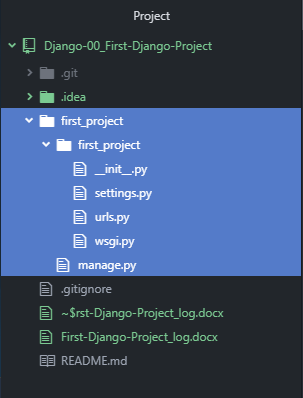 Project
Django-00_First-Django-Project
.git
.idea
first_project
first_project
__init__.py
settings.py
urls.py
wsgi.py
manage.py
.gitignore
~$rst-Django-Project_log.docx
First-Django-Project_log.docx
README.md